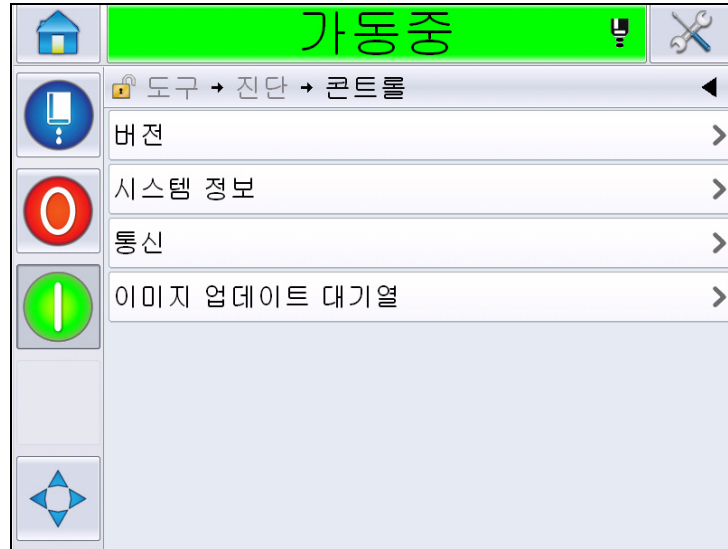 가동중
도구 → 진단 → 콘트롤
버전
시스템 정보
통신
이미지 업데이트 대기열